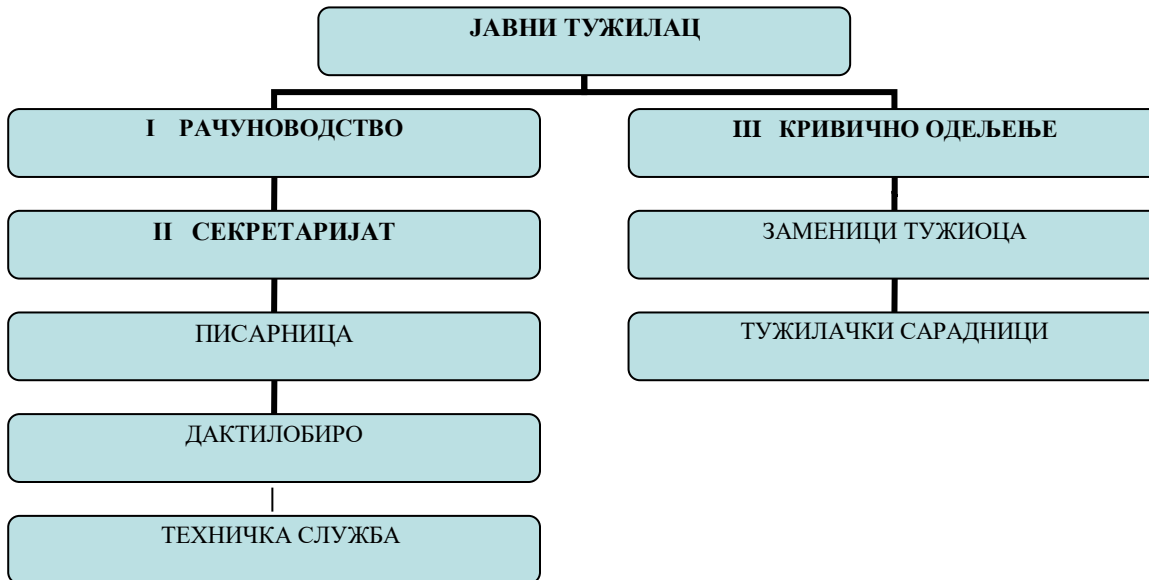 ЈАВНИ ТУЖИЛАЦ
I РАЧУНОВОДСТВО
II СЕКРЕТАРИЈАТ
ПИСАРНИЦА
ДАКТИЛОБИРО
ТЕХНИЧКА СЛУЖБА
III КРИВИЧНО ОДЕЉЕЊЕ
ЗАМЕНИЦИ ТУЖИОЦА
ТУЖИЛАЧКИ САРАДНИЦИ